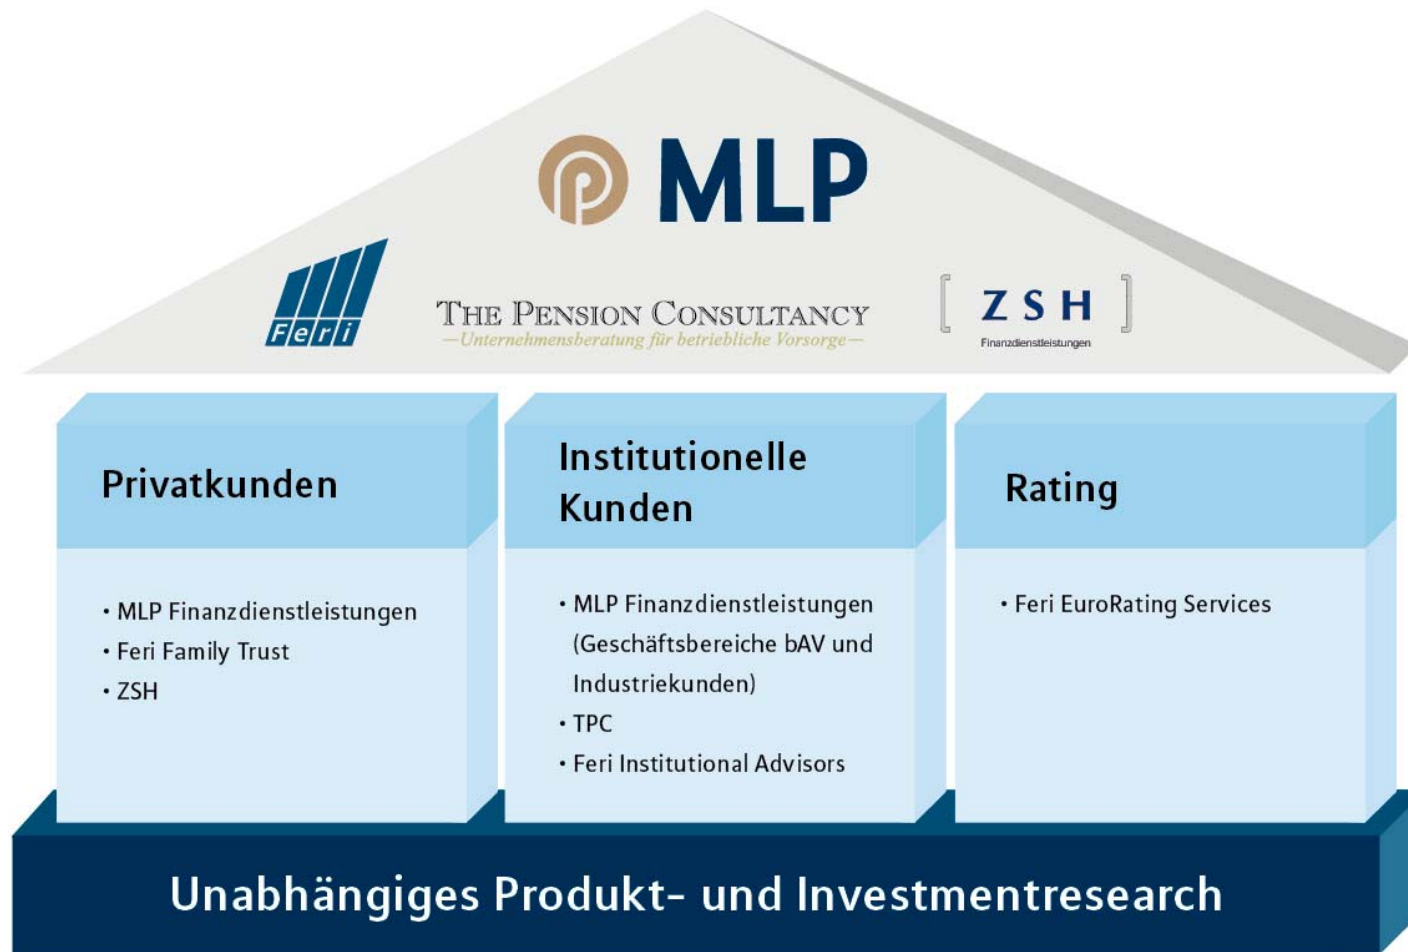 MLP
Feri
THE PENSION CONSULTANCY
—Unternehmensberatung für betriebliche Vorsorge—
[ ZSH ]
Finanzdienstleistungen
Privatkunden
• MLP Finanzdienstleistungen
• Feri Family Trust
• ZSH
Institutionelle
Kunden
• MLP Finanzdienstleistungen
(Geschäftsbereiche bAV und
Industriekunden)
• TPC
• Feri Institutional Advisors
Rating
• Feri EuroRating Services
Unabhängiges Produkt- und Investmentresearch